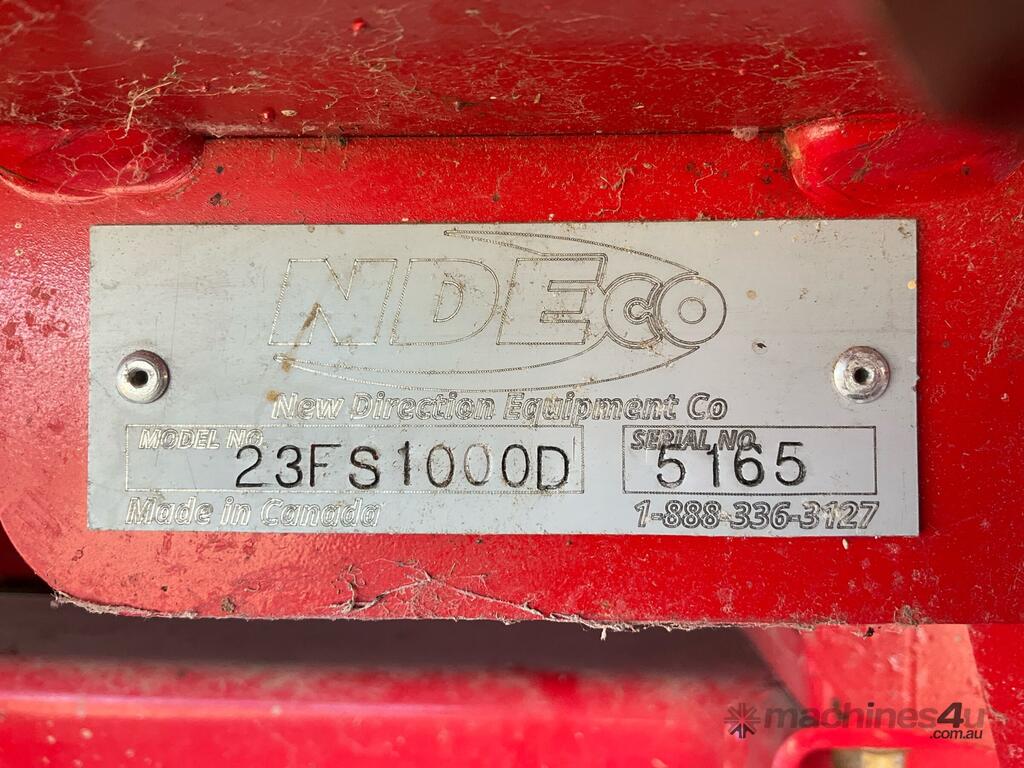 NDEco
New Direction Equipment Co
MODEL NO. 23FS1000D SERIAL NO. 5165
Made in Canada 1-888-336-3127
machines4u
.com.au